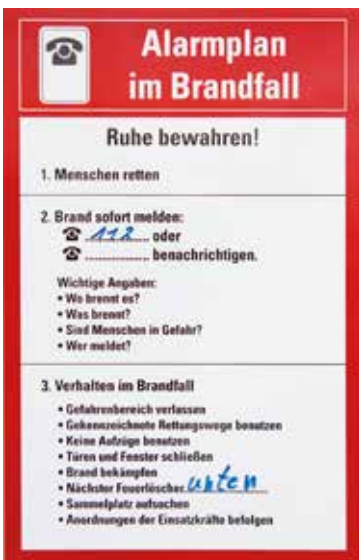 Alarmplan
im Brandfall
Ruhe bewahren!
1. Menschen retten
2. Brand sofort melden:
☎ 112 oder
☎ ............... benachrichtigen.
Wichtige Angaben:
• Wo brennt es?
• Was brennt?
• Sind Menschen in Gefahr?
• Wer meldet?
3. Verhalten im Brandfall
• Gefahrenbereich verlassen
• Gekennzeichnete Rettungswege benutzen
• Keine Aufzüge benutzen
• Türen und Fenster schließen
• Brand bekämpfen
• Nächster Feuerlöscher unten
• Sammelplatz aufsuchen
• Anordnungen der Einsatzkräfte befolgen